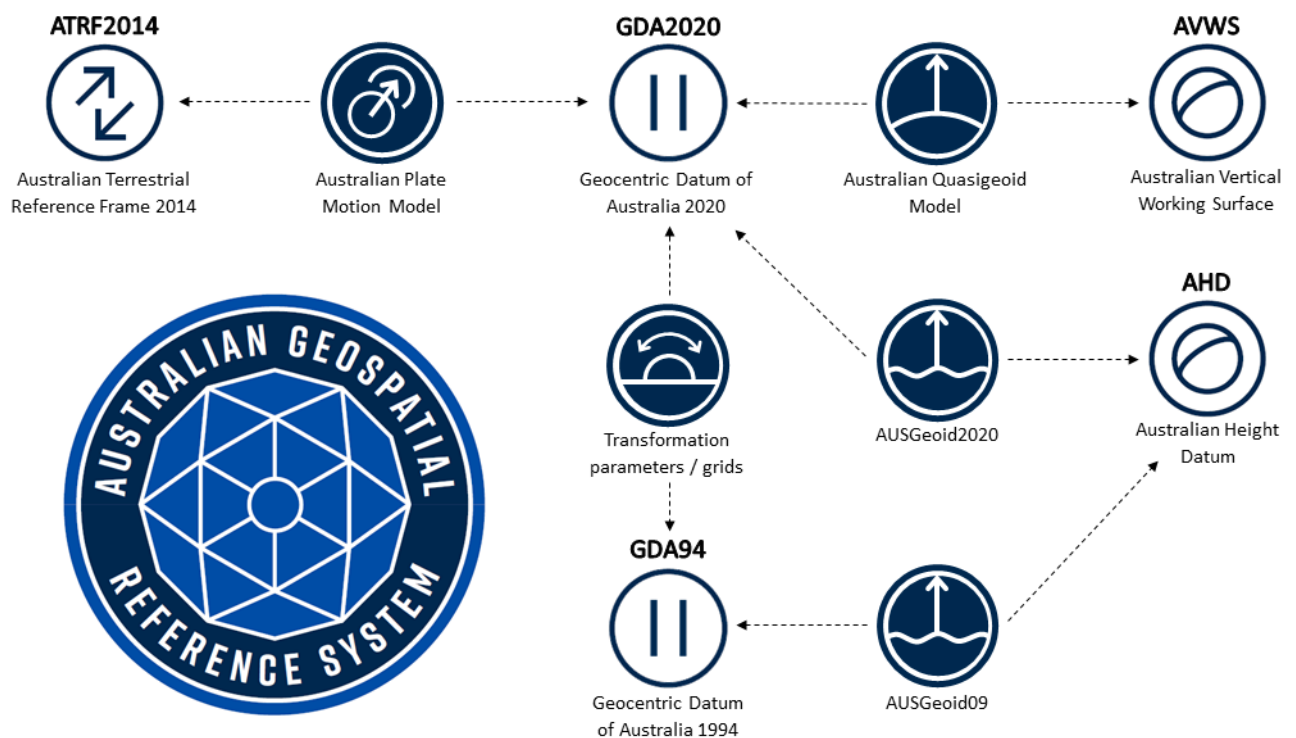 ATRF2014
GDA2020
AVWS
Australian Terrestrial
Reference Frame 2014
Australian Plate
Motion Model
Geocentric Datum of
Australia 2020
Australian Quasigeoid
Model
Australian Vertical
Working Surface
AHD
AUSTRALIAN GEOSPATIAL
REFERENCE SYSTEM
Transformation
parameters / grids
AUSGeoid2020
Australian Height
Datum
GDA94
Geocentric Datum
of Australia 1994
AUSGeoid09